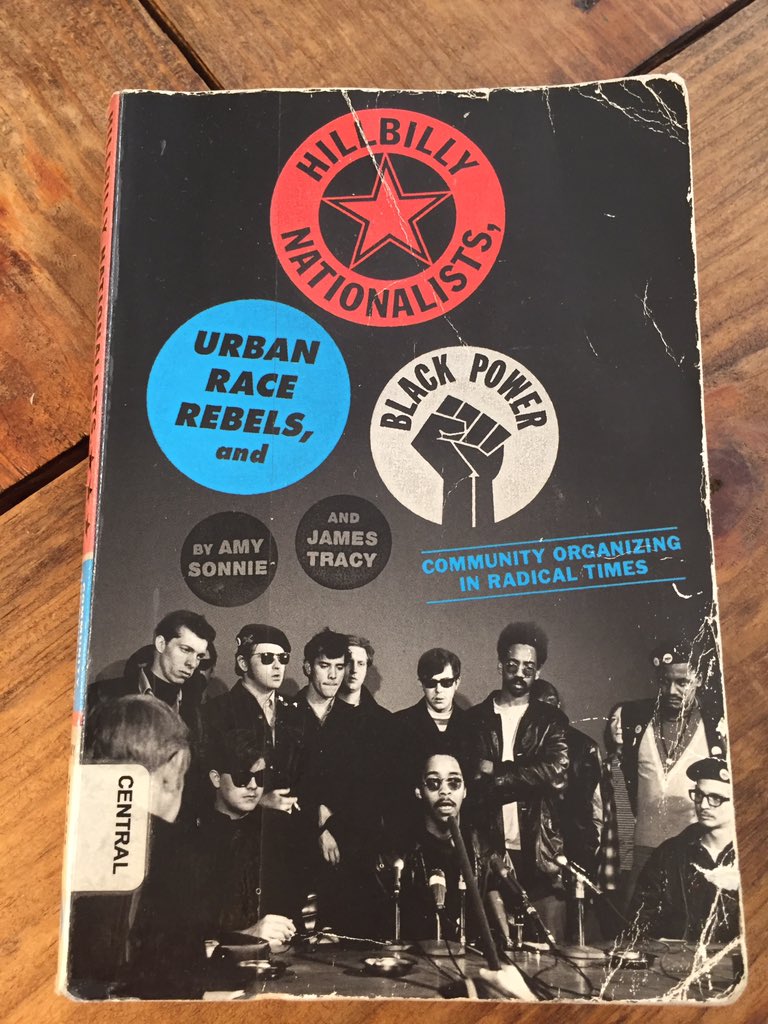 HILLBILLY
NATIONALISTS,
URBAN
RACE
REBELS,
and
BLACK POWER
BY AMY
SONNIE
AND
JAMES
TRACY
COMMUNITY ORGANIZING
IN RADICAL TIMES
CENTRAL